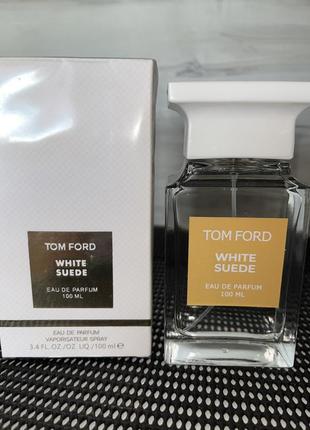 TOM FORD
WHITE
SUEDE
EAU DE PARFUM
100 ML
EAU DE PARFUM
VAPORISATEUR SPRAY
3.4 FL.OZ./OZ. LIQ /100 ml ℮
TOM FORD
WHITE
SUEDE
EAU DE PARFUM
100 ML